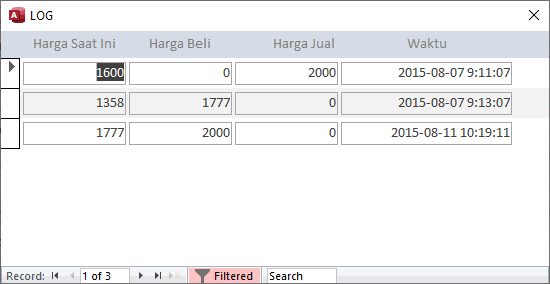 LOG
Harga Saat Ini Harga Beli Harga Jual Waktu
1600 0 2000 2015-08-07 9:11:07
1358 1777 0 2015-08-07 9:13:07
1777 2000 0 2015-08-11 10:19:11
Record: 1 of 3 Filtered Search